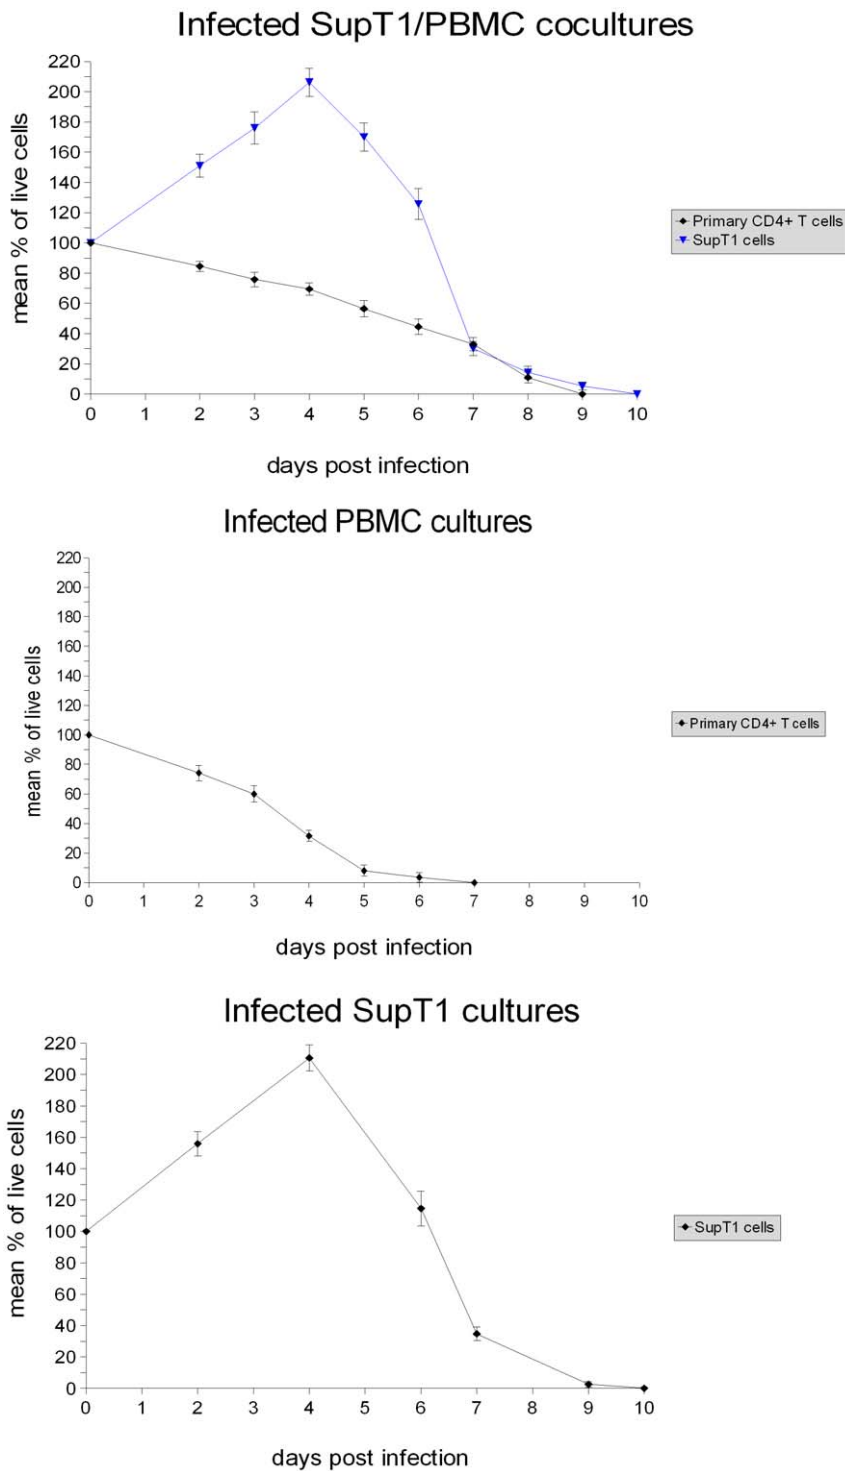 Infected SupT1/PBMC cocultures
220
200
180
160
140
120
100
80
60
40
20
0
mean % of live cells
0 1 2 3 4 5 6 7 8 9 10
days post infection
Primary CD4+ T cells
SupT1 cells
Infected PBMC cultures
220
200
180
160
140
120
100
80
60
40
20
0
mean % of live cells
0 1 2 3 4 5 6 7 8 9 10
days post infection
Primary CD4+ T cells
Infected SupT1 cultures
220
200
180
160
140
120
100
80
60
40
20
0
mean % of live cells
0 1 2 3 4 5 6 7 8 9 10
days post infection
SupT1 cells